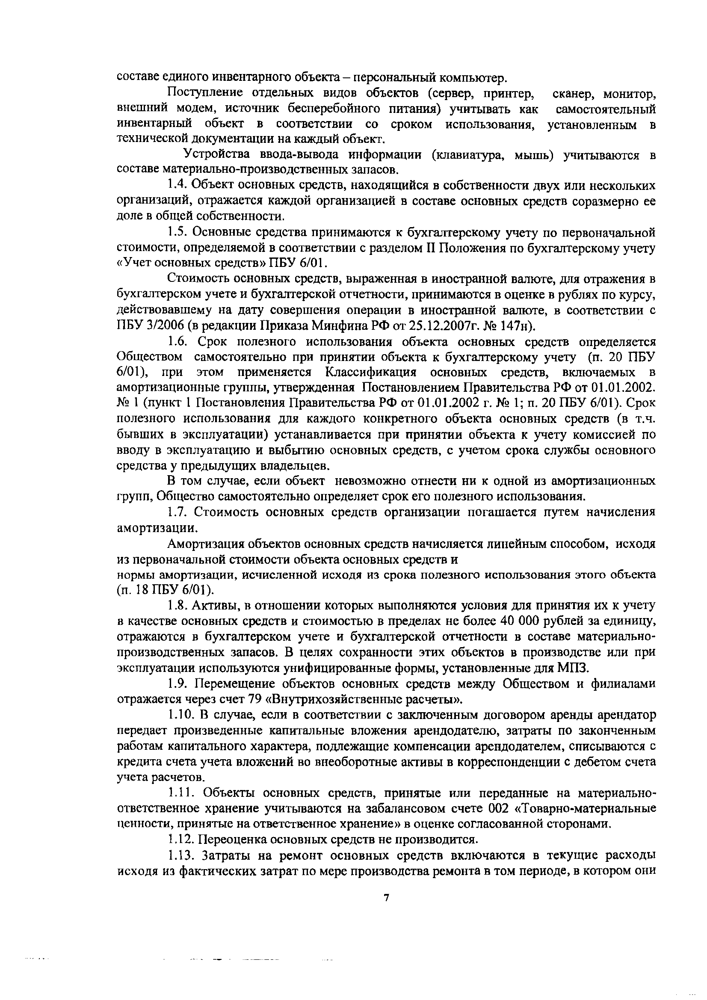 составе единого инвентарного объекта – персональный компьютер.
Поступление отдельных видов объектов (сервер, принтер, сканер, монитор,
внешний модем, источник бесперебойного питания) учитывать как самостоятельный
инвентарный объект в соответствии со сроком использования, установленным в
технической документации на каждый объект.
Устройства ввода-вывода информации (клавиатура, мышь) учитываются в
составе материально-производственных запасов.
1.4. Объект основных средств, находящийся в собственности двух или нескольких
организаций, отражается каждой организацией в составе основных средств соразмерно ее
доле в общей собственности.
1.5. Основные средства принимаются к бухгалтерскому учету по первоначальной
стоимости, определяемой в соответствии с разделом II Положения по бухгалтерскому учету
«Учет основных средств» ПБУ 6/01.
Стоимость основных средств, выраженная в иностранной валюте, для отражения в
бухгалтерском учете и бухгалтерской отчетности, принимаются в оценке в рублях по курсу,
действовавшему на дату совершения операции в иностранной валюте, в соответствии с
ПБУ 3/2006 (в редакции Приказа Минфина РФ от 25.12.2007г. № 147н).
1.6. Срок полезного использования объекта основных средств определяется
Обществом самостоятельно при принятии объекта к бухгалтерскому учету (п. 20 ПБУ
6/01), при этом применяется Классификация основных средств, включаемых в
амортизационные группы, утвержденная Постановлением Правительства РФ от 01.01.2002.
№ 1 (пункт 1 Постановления Правительства РФ от 01.01.2002 г. № 1; п. 20 ПБУ 6/01). Срок
полезного использования для каждого конкретного объекта основных средств (в т.ч.
бывших в эксплуатации) устанавливается при принятии объекта к учету комиссией по
вводу в эксплуатацию и выбытию основных средств, с учетом срока службы основного
средства у предыдущих владельцев.
В том случае, если объект невозможно отнести ни к одной из амортизационных
групп, Общество самостоятельно определяет срок его полезного использования.
1.7. Стоимость основных средств организации погашается путем начисления
амортизации.
Амортизация объектов основных средств начисляется линейным способом, исходя
из первоначальной стоимости объекта основных средств и
нормы амортизации, исчисленной исходя из срока полезного использования этого объекта
(п. 18 ПБУ 6/01).
1.8. Активы, в отношении которых выполняются условия для принятия их к учету
в качестве основных средств и стоимостью в пределах не более 40 000 рублей за единицу,
отражаются в бухгалтерском учете и бухгалтерской отчетности в составе материально-
производственных запасов. В целях сохранности этих объектов в производстве или при
эксплуатации используются унифицированные формы, установленные для МПЗ.
1.9. Перемещение объектов основных средств между Обществом и филиалами
отражается через счет 79 «Внутрихозяйственные расчеты».
1.10. В случае, если в соответствии с заключенным договором аренды арендатор
передает произведенные капитальные вложения арендодателю, затраты по законченным
работам капитального характера, подлежащие компенсации арендодателем, списываются с
кредита счета учета вложений во внеоборотные активы в корреспонденции с дебетом счета
учета расчетов.
1.11. Объекты основных средств, принятые или переданные на материально-
ответственное хранение учитываются на забалансовом счете 002 «Товарно-материальные
ценности, принятые на ответственное хранение» в оценке согласованной сторонами.
1.12. Переоценка основных средств не производится.
1.13. Затраты на ремонт основных средств включаются в текущие расходы
исходя из фактических затрат по мере производства ремонта в том периоде, в котором они
7